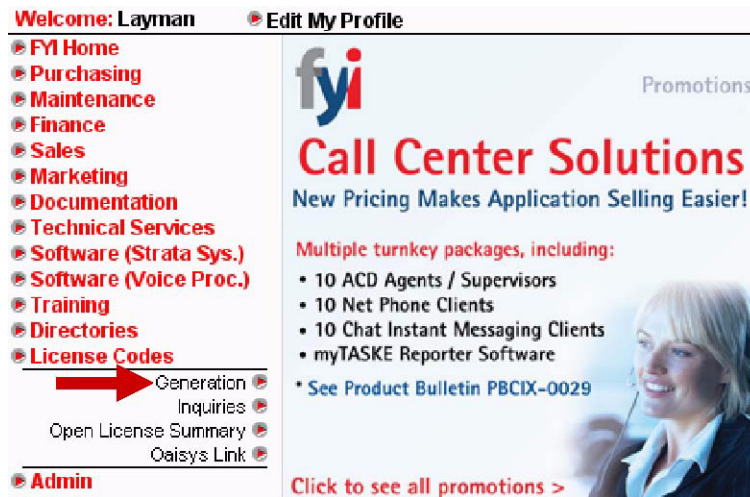 Welcome: Layman Edit My Profile
FYI Home
Purchasing
Maintenance
Finance
Sales
Marketing
Documentation
Technical Services
Software (Strata Sys.)
Software (Voice Proc.)
Training
Directories
License Codes
Generation
Inquiries
Open License Summary
Oaisys Link
Admin
fyi
Promotions
Call Center Solutions
New Pricing Makes Application Selling Easier!
Multiple turnkey packages, including:
• 10 ACD Agents / Supervisors
• 10 Net Phone Clients
• 10 Chat Instant Messaging Clients
• myTASKE Reporter Software
* See Product Bulletin PBCIX-0029
Click to see all promotions >